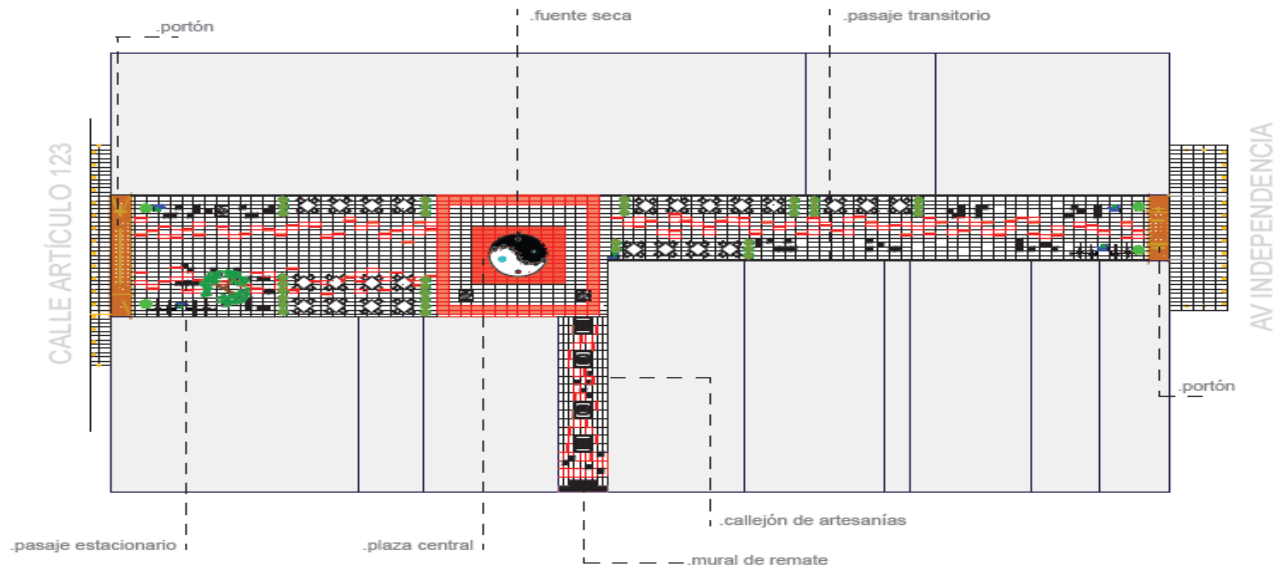 .fuente seca
.pasaje transitorio
.portón
CALLE ARTÍCULO 123
AV INDEPENDENCIA
.portón
.callejón de artesanías
.pasaje estacionario
.plaza central
.mural de remate